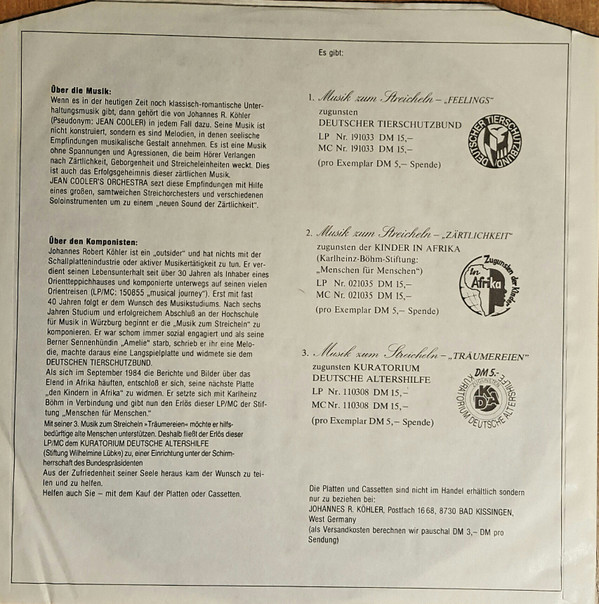 Über die Musik:
Wenn es in der heutigen Zeit noch klassisch-romantische Unter-
haltungsmusik gibt, dann gehört die von Johannes R. Köhler
(Pseudonym: JEAN COOLER) in jedem Fall dazu. Seine Musik ist
nicht konstruiert, sondern es sind Melodien, in denen seelische
Empfindungen musikalische Gestalt annehmen. Es ist eine Musik
ohne Spannungen und Agressionen, die beim Hörer Verlangen
nach Zärtlichkeit, Geborgenheit und Streicheleinheiten weckt. Dies
ist auch das Erfolgsgeheimnis dieser zärtlichen Musik.
JEAN COOLER'S ORCHESTRA sezt diese Empfindungen mit Hilfe
eines großen, samtweichen Streichorchesters und verschiedenen
Soloinstrumenten um zu einem „neuen Sound der Zärtlichkeit".
Über den Komponisten:
Johannes Robert Köhler ist ein „outsider" und hat nichts mit der
Schallplattenindustrie oder aktiver Musikertätigkeit zu tun. Er ver-
dient seinen Lebensunterhalt seit über 30 Jahren als Inhaber eines
Orientteppichhauses und komponierte unterwegs auf seinen vielen
Orientreisen (LP/MC: 150855 „musical journey"). Erst mit fast
40 Jahren folgt er dem Wunsch des Musikstudiums. Nach sechs
Jahren Studium und erfolgreichem Abschluß an der Hochschule
für Musik in Würzburg beginnt er die „Musik zum Streicheln" zu
komponieren. Er war schom immer sozial engagiert und als seine
Berner Sennenhündin „Amelie" starb, schrieb er ihr eine Melo-
die, machte daraus eine Langspielplatte und widmete sie dem
DEUTSCHEN TIERSCHUTZBUND.
Als sich im September 1984 die Berichte und Bilder über das
Elend in Afrika häuften, entschloß er sich, seine nächste Platte
„den Kindern in Afrika" zu widmen. Er setzte sich mit Karlheinz
Böhm in Verbindung und gibt nun den Erlös dieser LP/MC der Stif-
tung „Menschen für Menschen."
Mit seiner 3. Musik zum Streicheln »Träumereien« möchte er hilfs-
bedürftige alte Menschen unterstützen. Deshalb fließt der Erlös dieser
LP/MC dem KURATORIUM DEUTSCHE ALTERSHILFE
(Stiftung Wilhelmine Lübke) zu, einer Einrichtung unter der Schirm-
herrschaft des Bundespräsidenten
Aus der Zufriedenheit seiner Seele heraus kam der Wunsch zu tei-
len und zu helfen.
Helfen auch Sie – mit dem Kauf der Platten oder Cassetten.
Es gibt:
1. Musik zum Streicheln – „FEELINGS"
zugunsten
DEUTSCHER TIERSCHUTZBUND
LP Nr. 191033 DM 15,–
MC Nr. 191033 DM 15,–
(pro Exemplar DM 5,– Spende)
DEUTSCHER TIERSCHUTZBUND
2. Musik zum Streicheln – „ZÄRTLICHKEIT"
zugunsten der KINDER IN AFRIKA
(Karlheinz-Böhm-Stiftung:
„Menschen für Menschen")
LP Nr. 021035 DM 15,–
MC Nr. 021035 DM 15,–
(pro Exemplar DM 5,– Spende)
Zugunsten der Kinder
in Afrika
3. Musik zum Streicheln – „TRÄUMEREIEN"
zugunsten KURATORIUM
DEUTSCHE ALTERSHILFE
LP Nr. 110308 DM 15,–
MC Nr. 110308 DM 15,–
(pro Exemplar DM 5,– Spende)
DM 5.-
ZUGUNSTEN
KDA
KURATORIUM DEUTSCHE ALTERSHILFE
Die Platten und Cassetten sind nicht im Handel erhältlich sondern
nur zu beziehen bei:
JOHANNES R. KÖHLER, Postfach 16 68, 8730 BAD KISSINGEN,
West Germany
(als Versandkosten berechnen wir pauschal DM 3,– DM pro
Sendung)